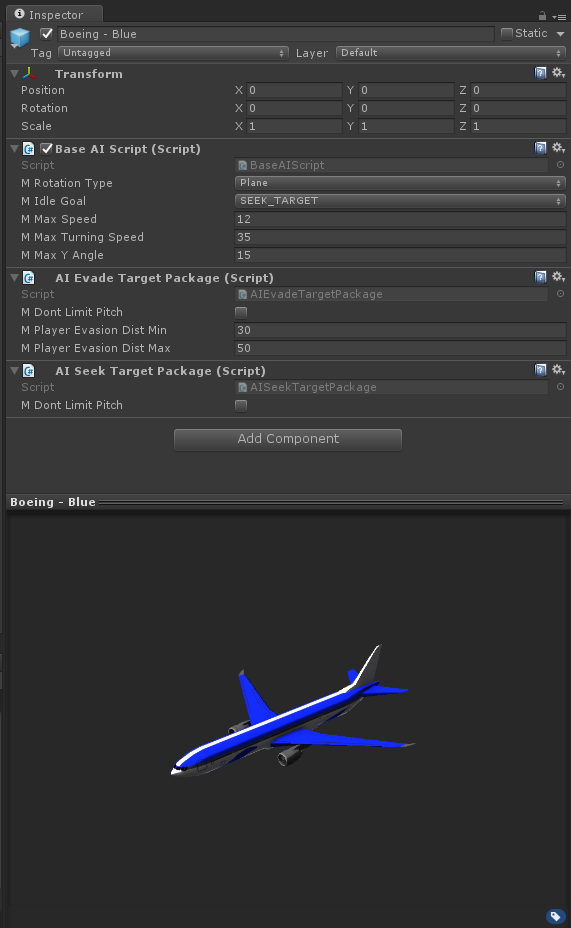 Inspector
Boeing - Blue Static
Tag Untagged Layer Default
Transform
Position X 0 Y 0 Z 0
Rotation X 0 Y 0 Z 0
Scale X 1 Y 1 Z 1
Base AI Script (Script)
Script BaseAIScript
M Rotation Type Plane
M Idle Goal SEEK_TARGET
M Max Speed 12
M Max Turning Speed 35
M Max Y Angle 15
AI Evade Target Package (Script)
Script AIEvadeTargetPackage
M Dont Limit Pitch
M Player Evasion Dist Min 30
M Player Evasion Dist Max 50
AI Seek Target Package (Script)
Script AISeekTargetPackage
M Dont Limit Pitch
Add Component
Boeing - Blue